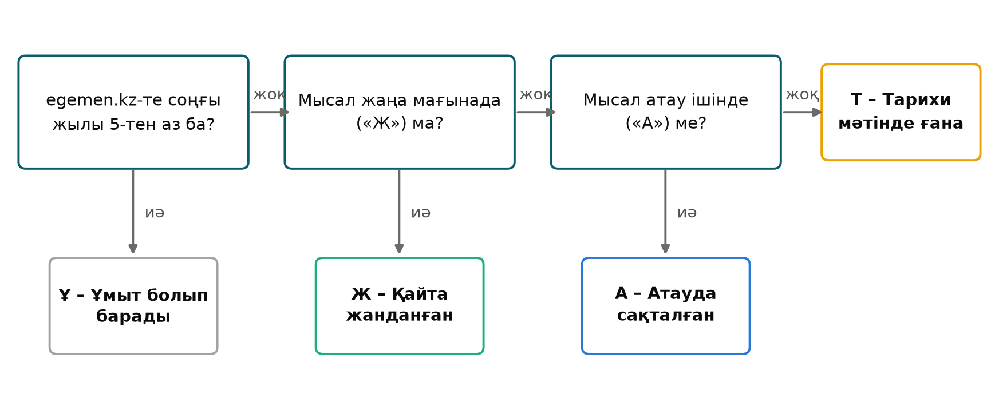 egemen.kz-те соңғы
жылы 5-тен аз ба?
жоқ
Мысал жаңа мағынада
(«Ж») ма?
жоқ
Мысал атау ішінде
(«А») ме?
жоқ
Т – Тарихи
мәтінде ғана
иә
иә
иә
Ұ – Ұмыт болып
барады
Ж – Қайта
жанданған
А – Атауда
сақталған